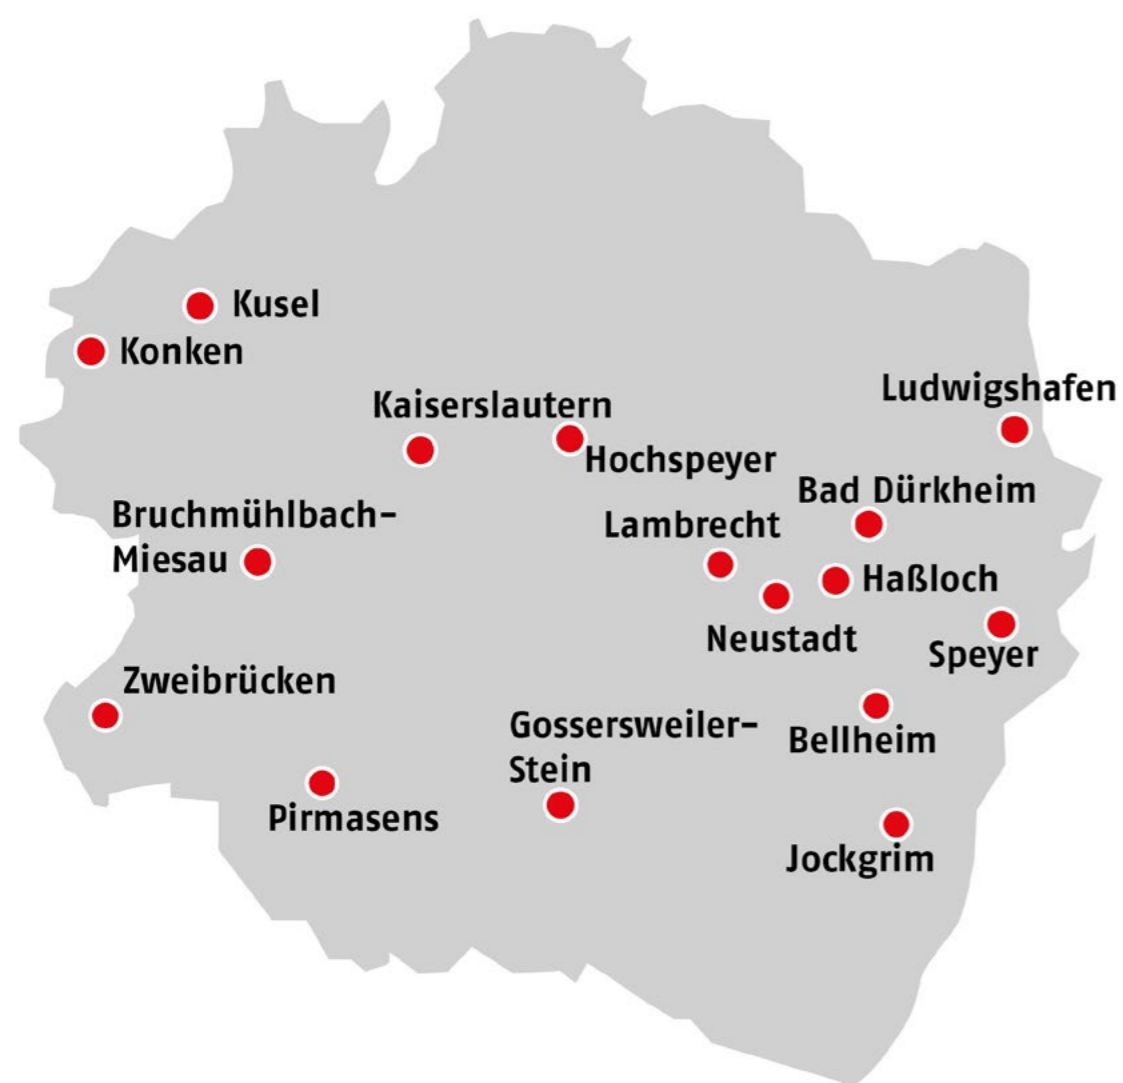 Kusel
Konken
Ludwigshafen
Kaiserslautern
Hochspeyer
Bad Dürkheim
Bruchmühlbach-
Miesau
Lambrecht
Haßloch
Neustadt
Speyer
Zweibrücken
Gossersweiler-
Stein
Bellheim
Pirmasens
Jockgrim